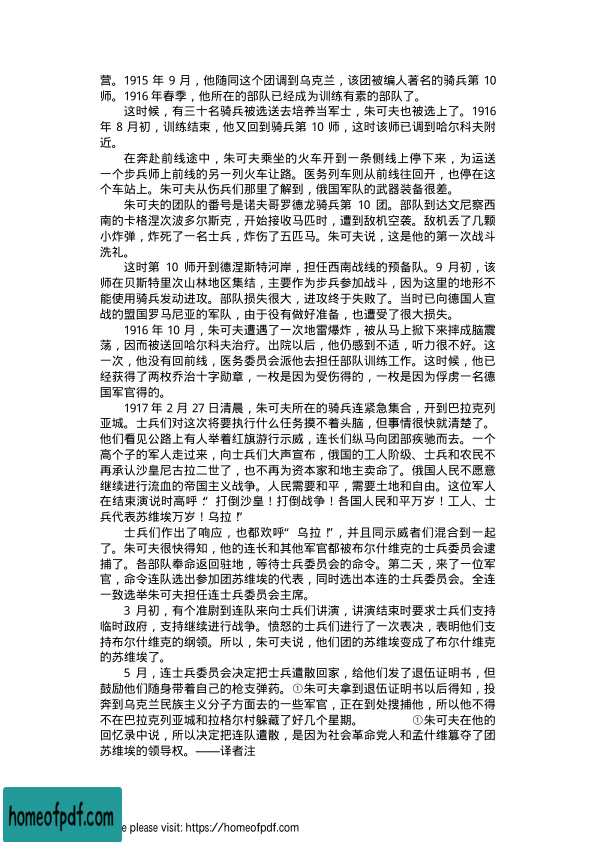 营。1915 年 9 月，他随同这个团调到乌克兰，该团被编人著名的骑兵第 10
师。1916 年春季，他所在的部队已经成为训练有素的部队了。
这时候，有三十名骑兵被选送去培养当军士，朱可夫也被选上了。1916
年 8 月初，训练结束，他又回到骑兵第 10 师，这时该师已调到哈尔科夫附
近。
在奔赴前线途中，朱可夫乘坐的火车开到一条侧线上停下来，为运送
一个步兵师上前线的另一列火车让路。医务列车则从前线往回开，也停在这
个车站上。朱可夫从伤兵们那里了解到，俄国军队的武器装备很差。
朱可夫的团队的番号是诺夫哥罗德龙骑兵第 10 团。部队到达文尼察西
南的卡格涅次波多尔斯克，开始接收马匹时，遭到敌机空袭。敌机丢了几颗
小炸弹，炸死了一名士兵，炸伤了五匹马。朱可夫说，这是他的第一次战斗
洗礼。
这时第 10 师开到德涅斯特河岸，担任西南战线的预备队。9 月初，该
师在贝斯特里次山林地区集结，主要作为步兵参加战斗，因为这里的地形不
能使用骑兵发动进攻。部队损失很大，进攻终于失败了。当时已向德国人宣
战的盟国罗马尼亚的军队，由于役有做好准备，也遭受了很大损失。
1916 年 10 月，朱可夫遭遇了一次地雷爆炸，被从马上掀下来摔成脑震
荡，因而被送回哈尔科夫治疗。出院以后，他仍感到不适，听力很不好。这
一次，他没有回前线，医务委员会派他去担任部队训练工作。这时候，他已
经获得了两枚乔治十字勋章，一枚是因为受伤得的，一枚是因为俘虏一名德
国军官得的。
1917 年 2 月 27 日清晨，朱可夫所在的骑兵连紧急集合，开到巴拉克列
亚城。士兵们对这次将要执行什么任务摸不着头脑，但事情很快就清楚了。
他们看见公路上有人举着红旗游行示威，连长们纵马向团部疾驰而去。一个
高个子的军人走过来，向士兵们大声宣布，俄国的工人阶级、士兵和农民不
再承认沙皇尼古拉二世了，也不再为资本家和地主卖命了。俄国人民不愿意
继续进行流血的帝国主义战争。人民需要和平，需要土地和自由。这位军人
在结束演说时高呼：“打倒沙皇！打倒战争！各国人民和平万岁！工人、士
兵代表苏维埃万岁！乌拉！”
士兵们作出了响应，也都欢呼“乌拉！”，并且同示威者们混合到一起
了。朱可夫很快得知，他的连长和其他军官都被布尔什维克的士兵委员会逮
捕了。各部队奉命返回驻地，等待士兵委员会的命令。第二天，来了一位军
官，命令连队选出参加团苏维埃的代表，同时选出本连的士兵委员会。全连
一致选举朱可夫担任连士兵委员会主席。
3 月初，有个准尉到连队来向士兵们讲演，讲演结束时要求士兵们支持
临时政府，支持继续进行战争。愤怒的士兵们进行了一次表决，表明他们支
持布尔什维克的纲领。所以，朱可夫说，他们团的苏维埃变成了布尔什维克
的苏维埃了。
5 月，连士兵委员会决定把士兵遣散回家，给他们发了退伍证明书，但
鼓励他们随身带着自己的枪支弹药。①朱可夫拿到退伍证明书以后得知，投
奔到乌克兰民族主义分子方面去的一些军官，正在到处搜捕他，所以他不得
不在巴拉克列亚城和拉格尔村躲藏了好几个星期。 ①朱可夫在他的
回忆录中说，所以决定把连队遣散，是因为社会革命党人和孟什维篡夺了团
苏维埃的领导权。——译者注
homeofpdf.com
e please visit: https://homeofpdf.com